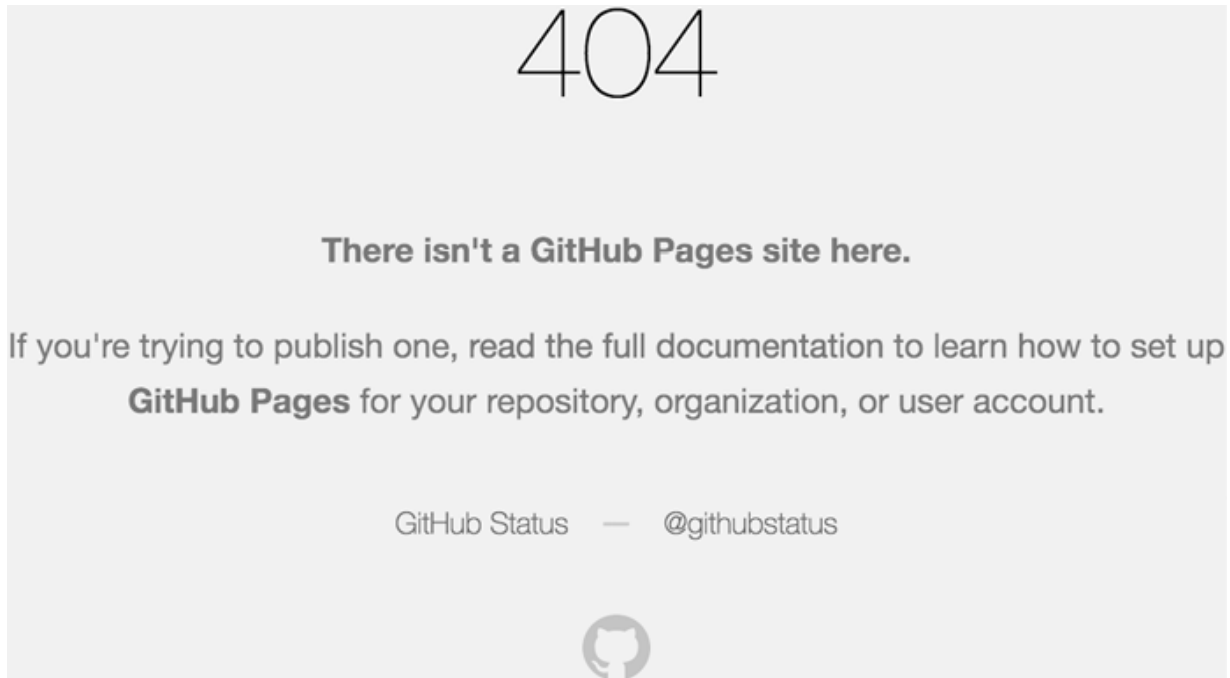 404
There isn't a GitHub Pages site here.
If you're trying to publish one, read the full documentation to learn how to set up
GitHub Pages for your repository, organization, or user account.
GitHub Status — @githubstatus